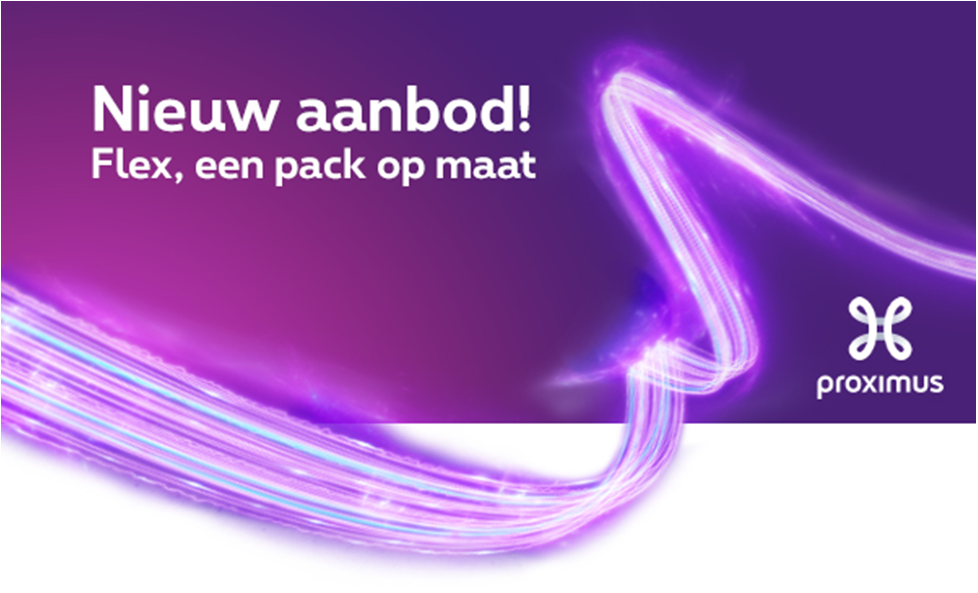 Nieuw aanbod!
Flex, een pack op maat
proximus